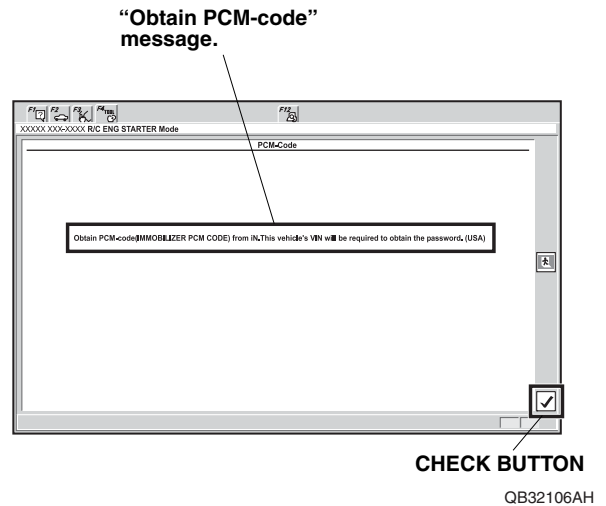 “Obtain PCM-code”
message.
F1 F2 F3 F4 TOOL F12
XXXXX XXX-XXXX R/C ENG STARTER Mode
PCM-Code
Obtain PCM-code(IMMOBILIZER PCM CODE) from iN.This vehicle's VIN will be required to obtain the password. (USA)
CHECK BUTTON
QB32106AH